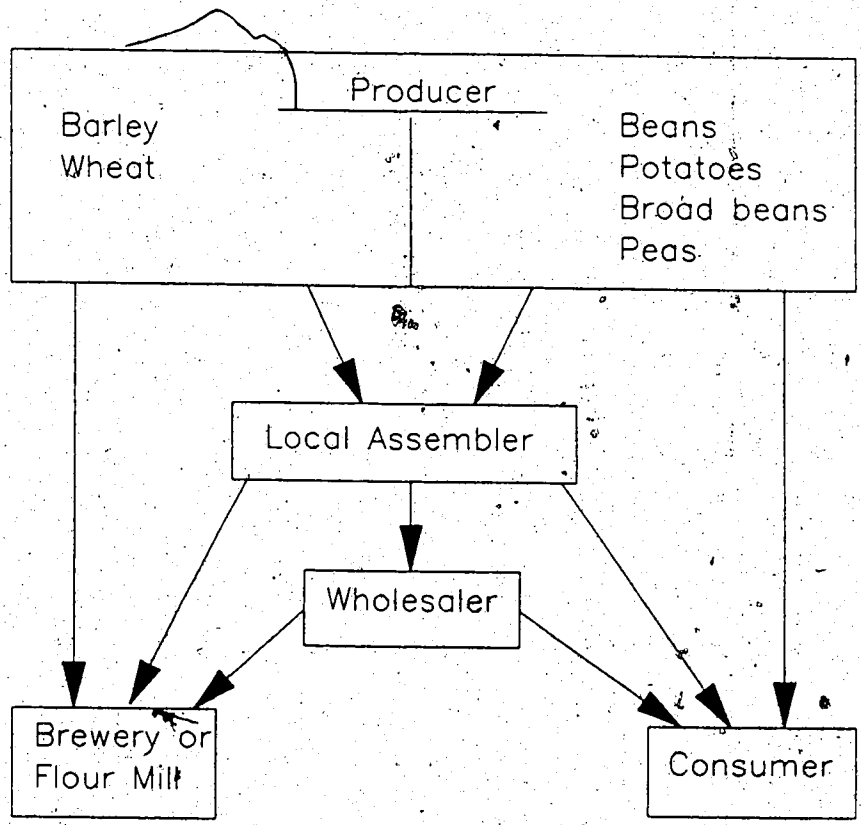 Producer
Barley
Wheat
Beans
Potatoes
Broad beans
Peas
Local Assembler
Wholesaler
Brewery or
Flour Mill
Consumer